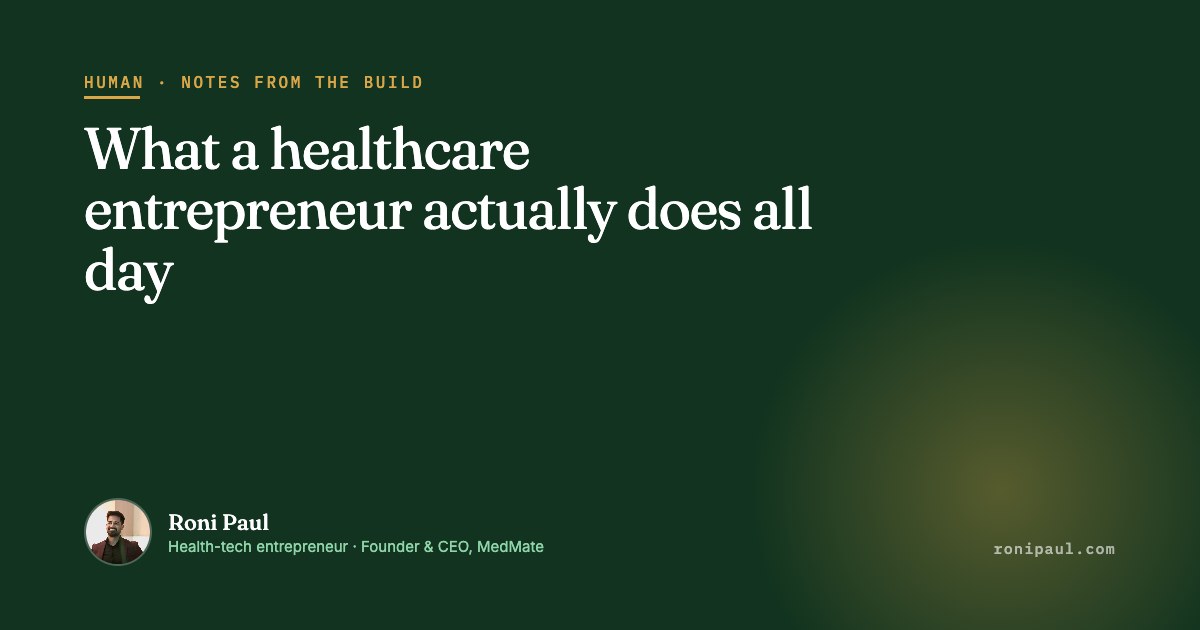 HUMAN · NOTES FROM THE BUILD
What a healthcare
entrepreneur actually does all
day
Roni Paul
Health-tech entrepreneur · Founder & CEO, MedMate
ronipaul.com